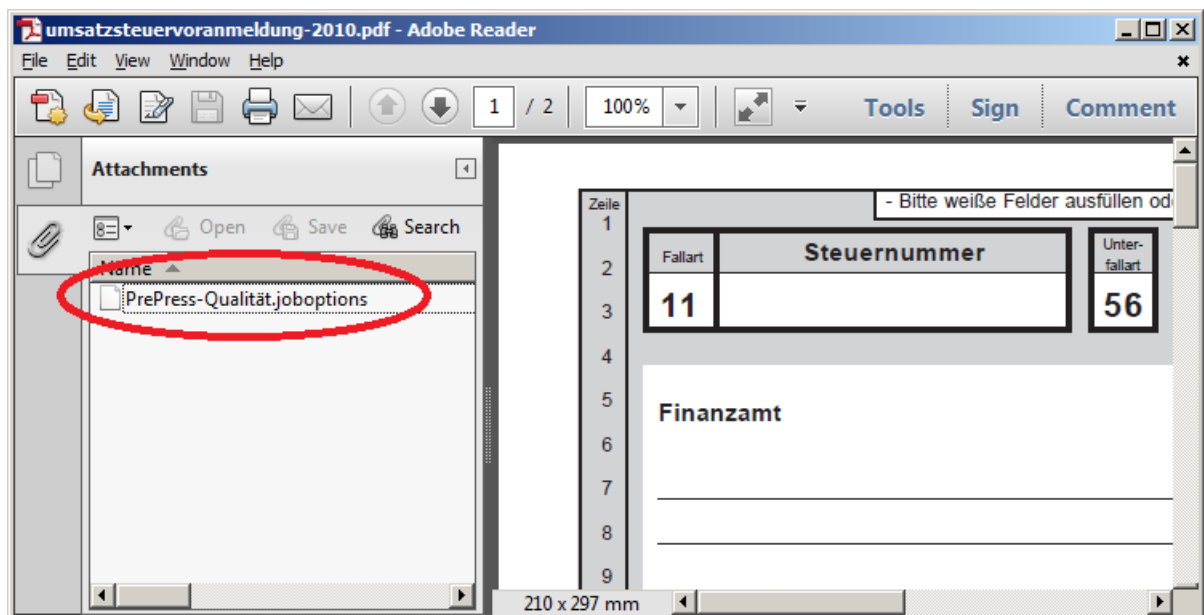 umsatzsteuervoranmeldung-2010.pdf - Adobe Reader
File Edit View Window Help
1 / 2 100% Tools Sign Comment
Attachments
Open Save Search
Name
PrePress-Qualität.joboptions
Zeile
1
2
3
4
5
6
7
8
9
- Bitte weiße Felder ausfüllen od
Fallart Steuernummer Unter-
fallart
11 56
Finanzamt
210 x 297 mm